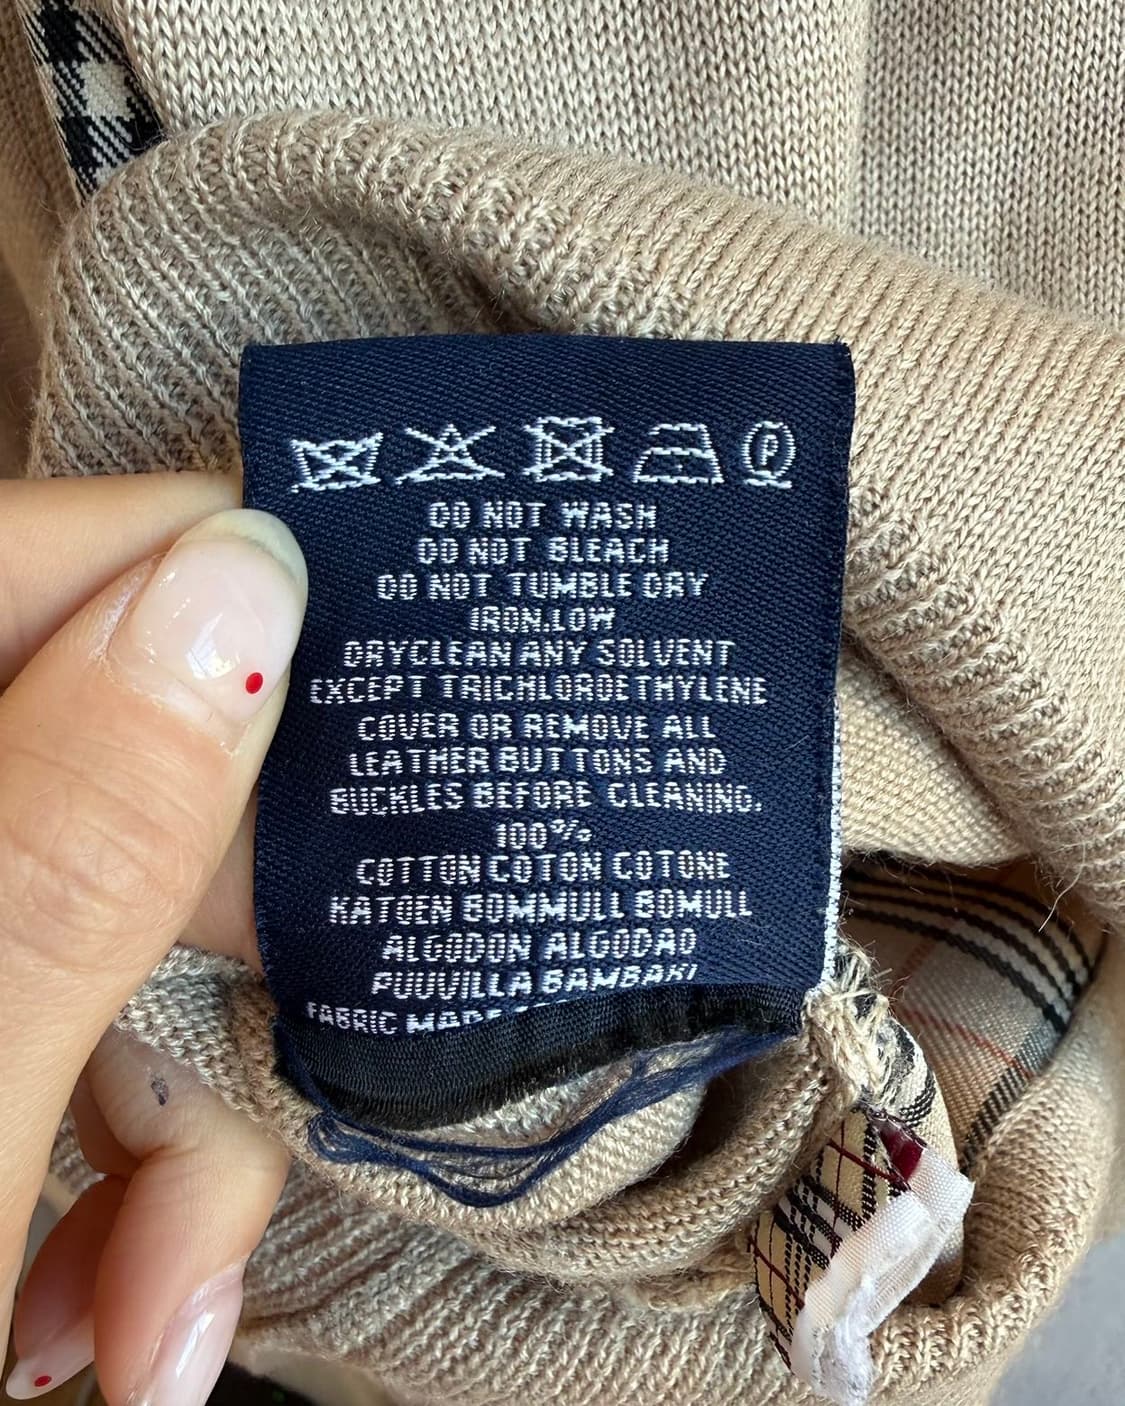 P
DO NOT WASH
DO NOT BLEACH
DO NOT TUMBLE DRY
IRON.LOW
DRYCLEAN ANY SOLVENT
EXCEPT TRICHLOROETHYLENE
COVER OR REMOVE ALL
LEATHER BUTTONS AND
BUCKLES BEFORE CLEANING.
100%
COTTON COTON COTONE
KATOEN BOMMULL BOMULL
ALGODON ALGODAO
PUUVILLA BAMBAKI
FABRIC MADE